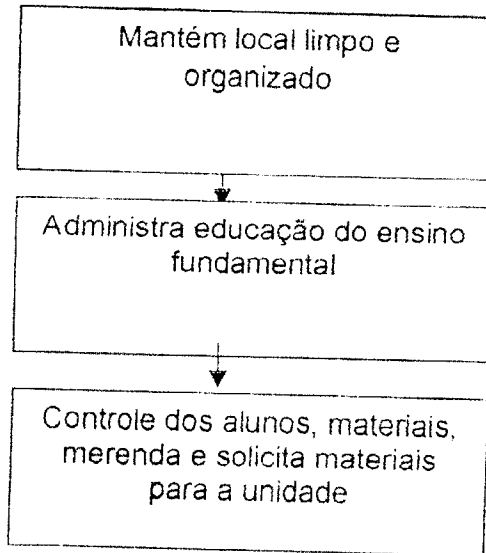 Mantém local limpo e
organizado
Administra educação do ensino
fundamental
Controle dos alunos, materiais,
merenda e solicita materiais
para a unidade